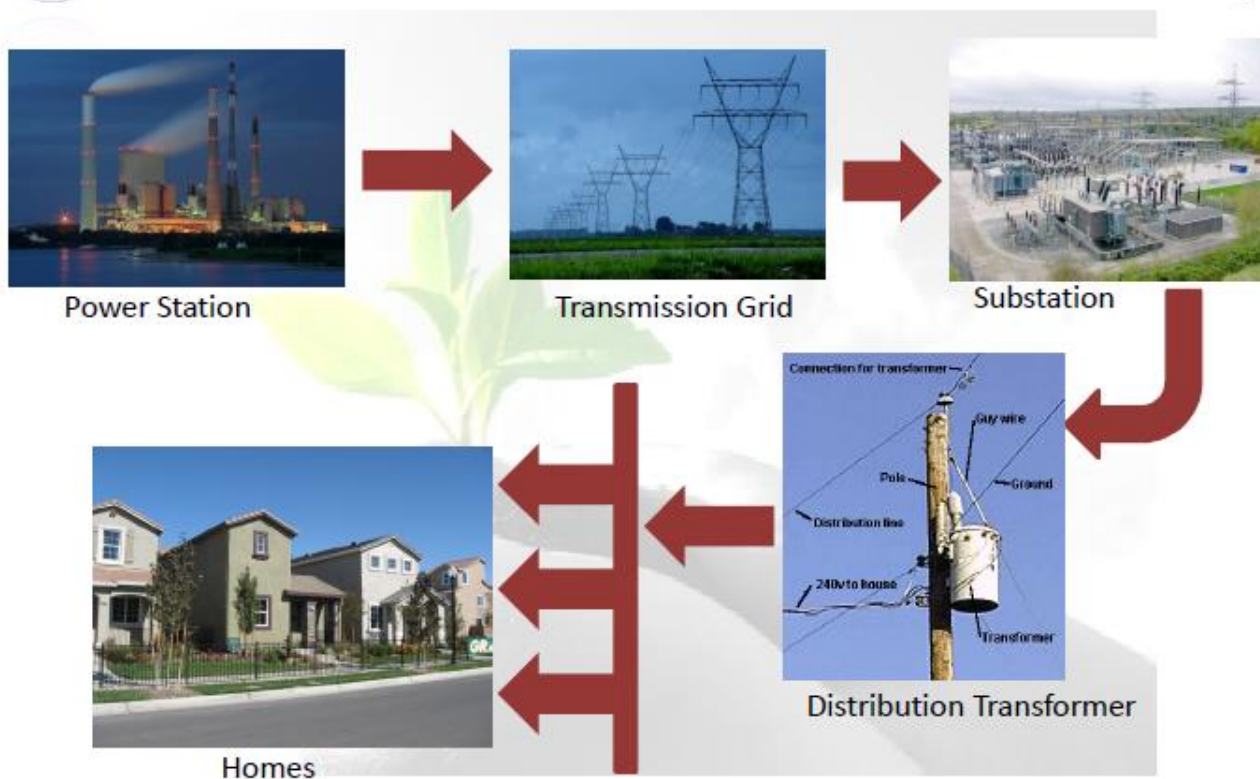 Power Station
Transmission Grid
Substation
Connection for transformer
Guy wire
Pole
Ground
Distribution line
240v to house
Transformer
Distribution Transformer
Homes